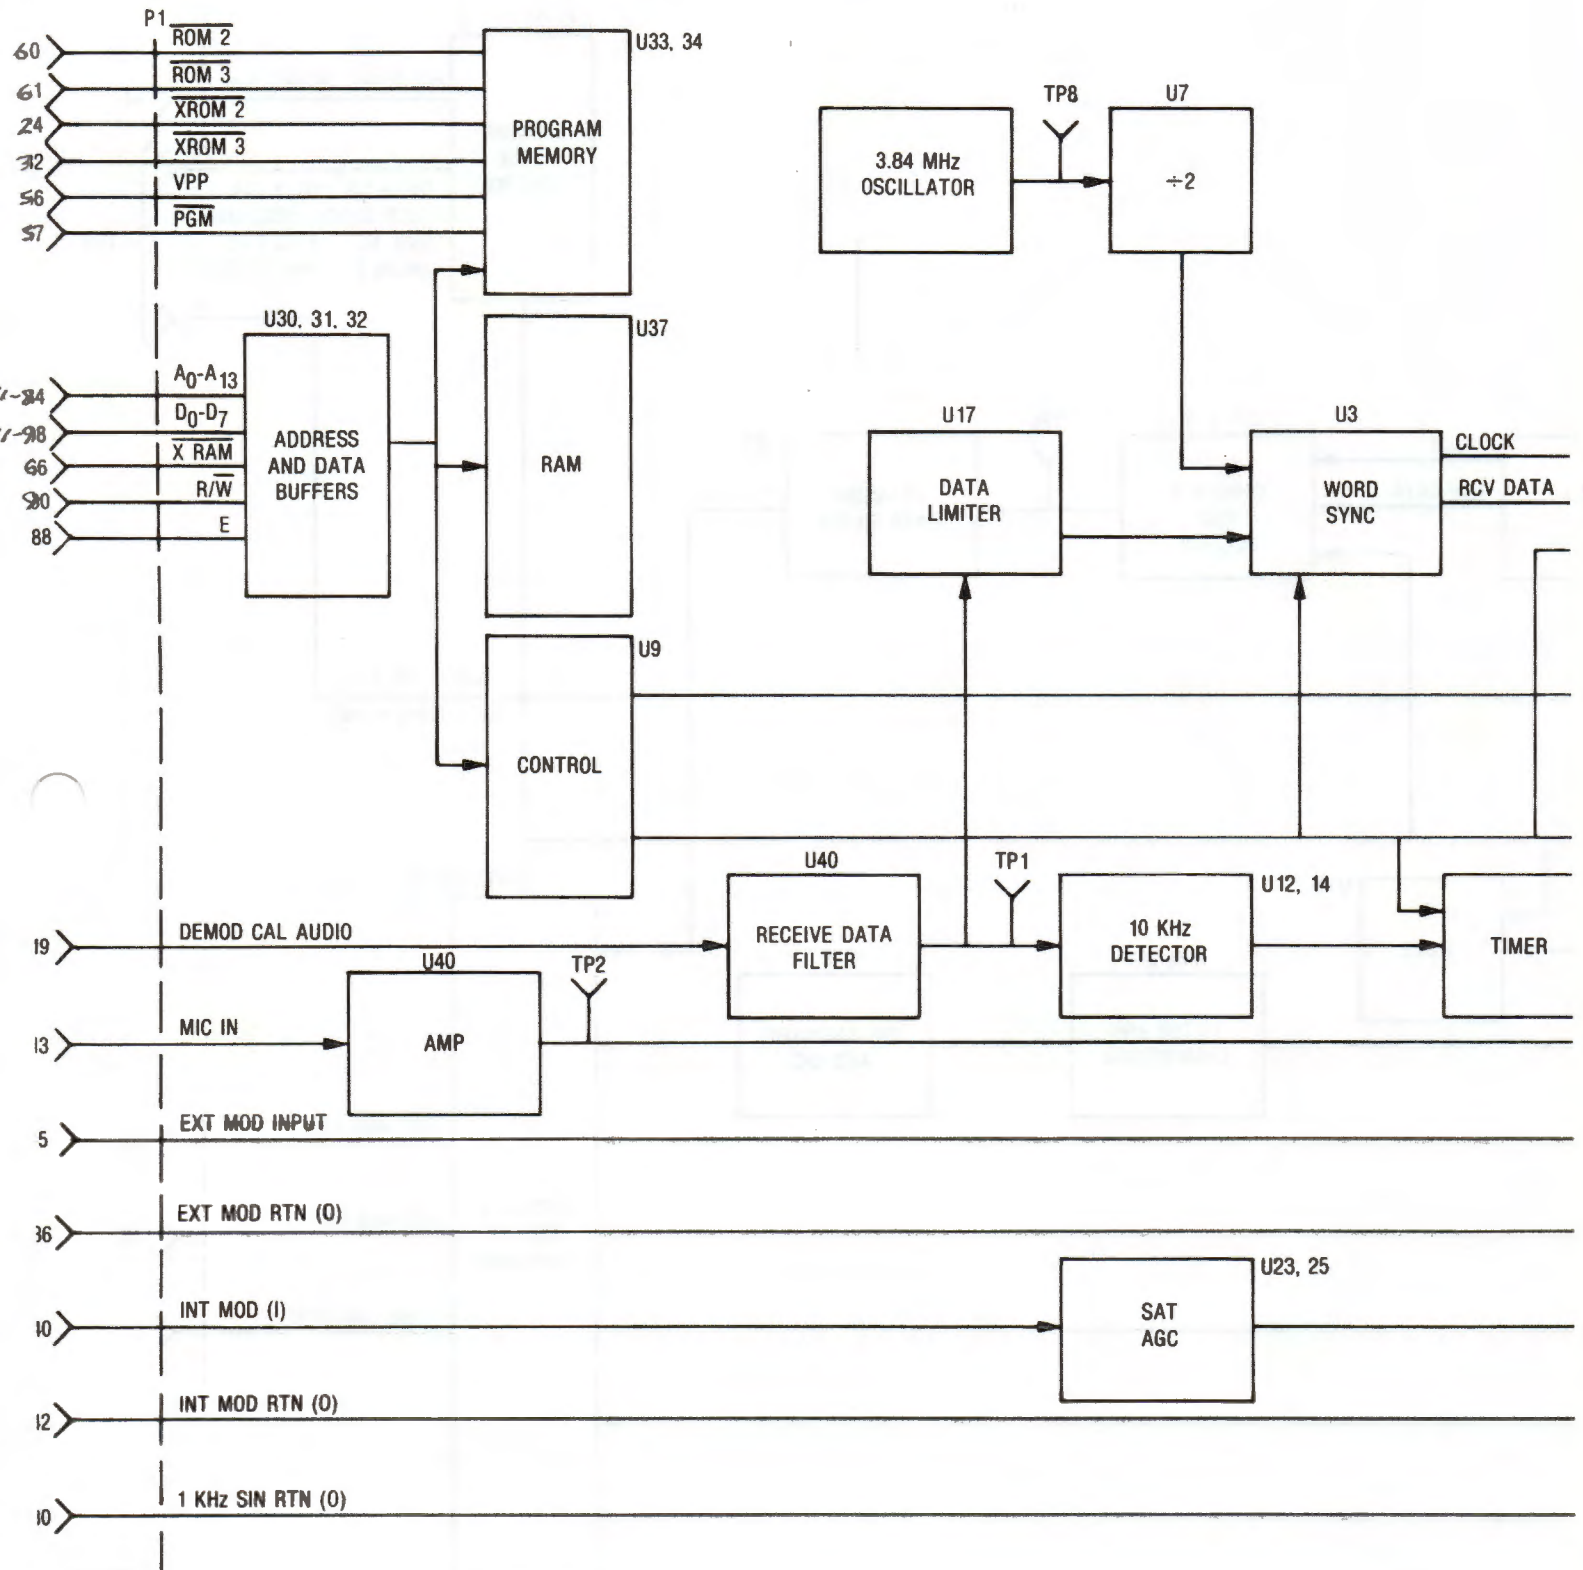 P1
60 ROM 2
61 ROM 3
24 XROM 2
32 XROM 3
56 VPP
57 PGM
PROGRAM
MEMORY
U33, 34
3.84 MHz
OSCILLATOR
TP8
U7
÷2
U30, 31, 32
A0-A13
D0-D7
66 X RAM
R/W
88 E
ADDRESS
AND DATA
BUFFERS
U37
RAM
U17
DATA
LIMITER
U3
WORD
SYNC
CLOCK
RCV DATA
U9
CONTROL
19 DEMOD CAL AUDIO
U40
RECEIVE DATA
FILTER
TP1
U12, 14
10 KHz
DETECTOR
TIMER
MIC IN
U40
AMP
TP2
5 EXT MOD INPUT
EXT MOD RTN (0)
INT MOD (I)
U23, 25
SAT
AGC
INT MOD RTN (0)
1 KHz SIN RTN (0)